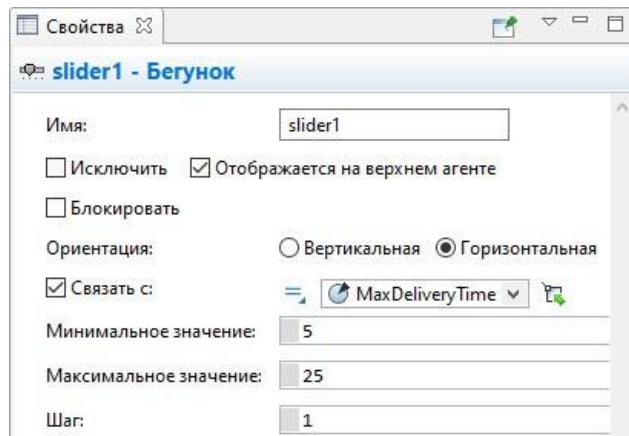 Свойства
slider1 - Бегунок
Имя: slider1
Исключить Отображается на верхнем агенте
Блокировать
Ориентация: Вертикальная Горизонтальная
Связать с: MaxDeliveryTime
Минимальное значение: 5
Максимальное значение: 25
Шаг: 1